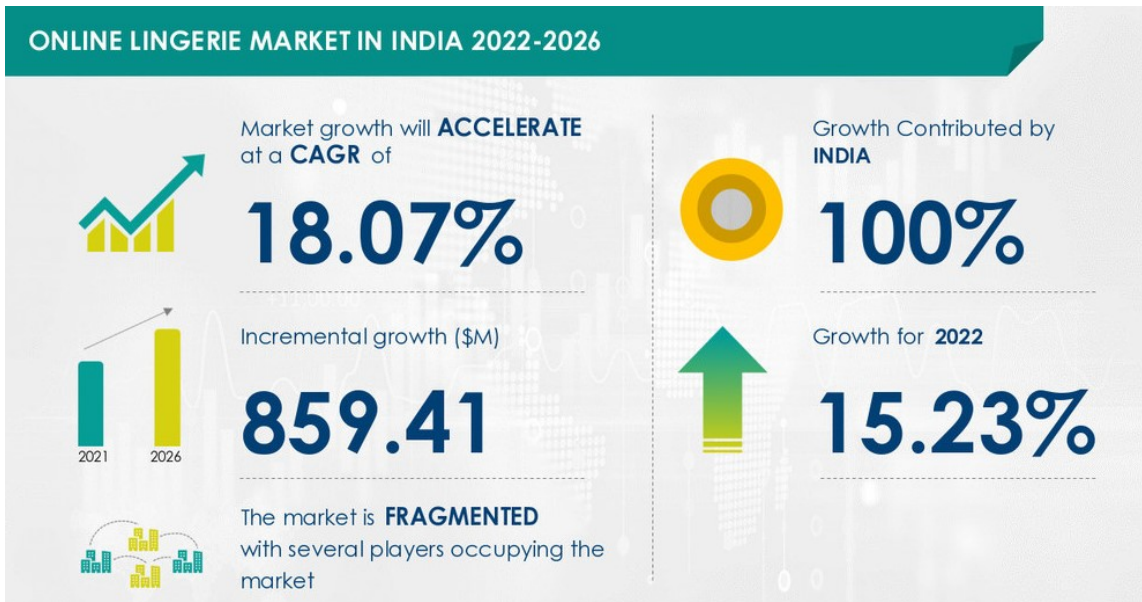 ONLINE LINGERIE MARKET IN INDIA 2022-2026
Market growth will ACCELERATE
at a CAGR of
18.07%
Incremental growth ($M)
859.41
2021
2026
The market is FRAGMENTED
with several players occupying the
market
Growth Contributed by
INDIA
100%
Growth for 2022
15.23%